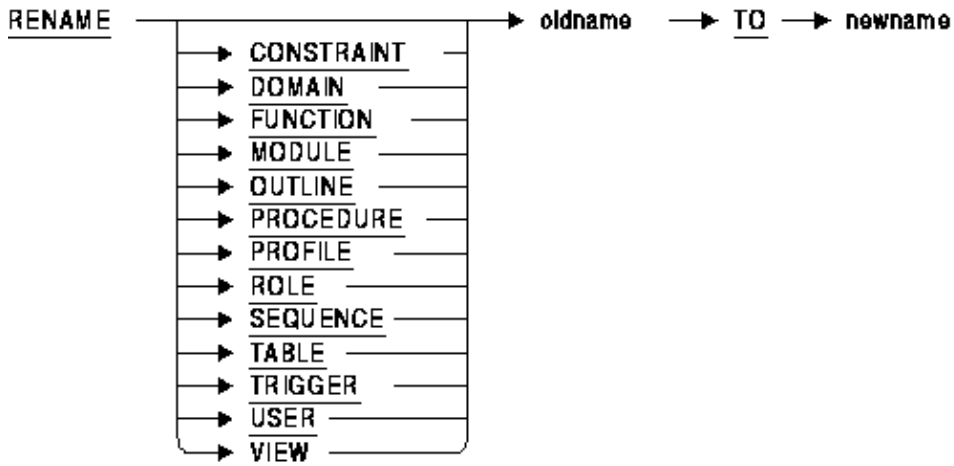 RENAME oldname TO newname
CONSTRAINT
DOMAIN
FUNCTION
MODULE
OUTLINE
PROCEDURE
PROFILE
ROLE
SEQUENCE
TABLE
TRIGGER
USER
VIEW